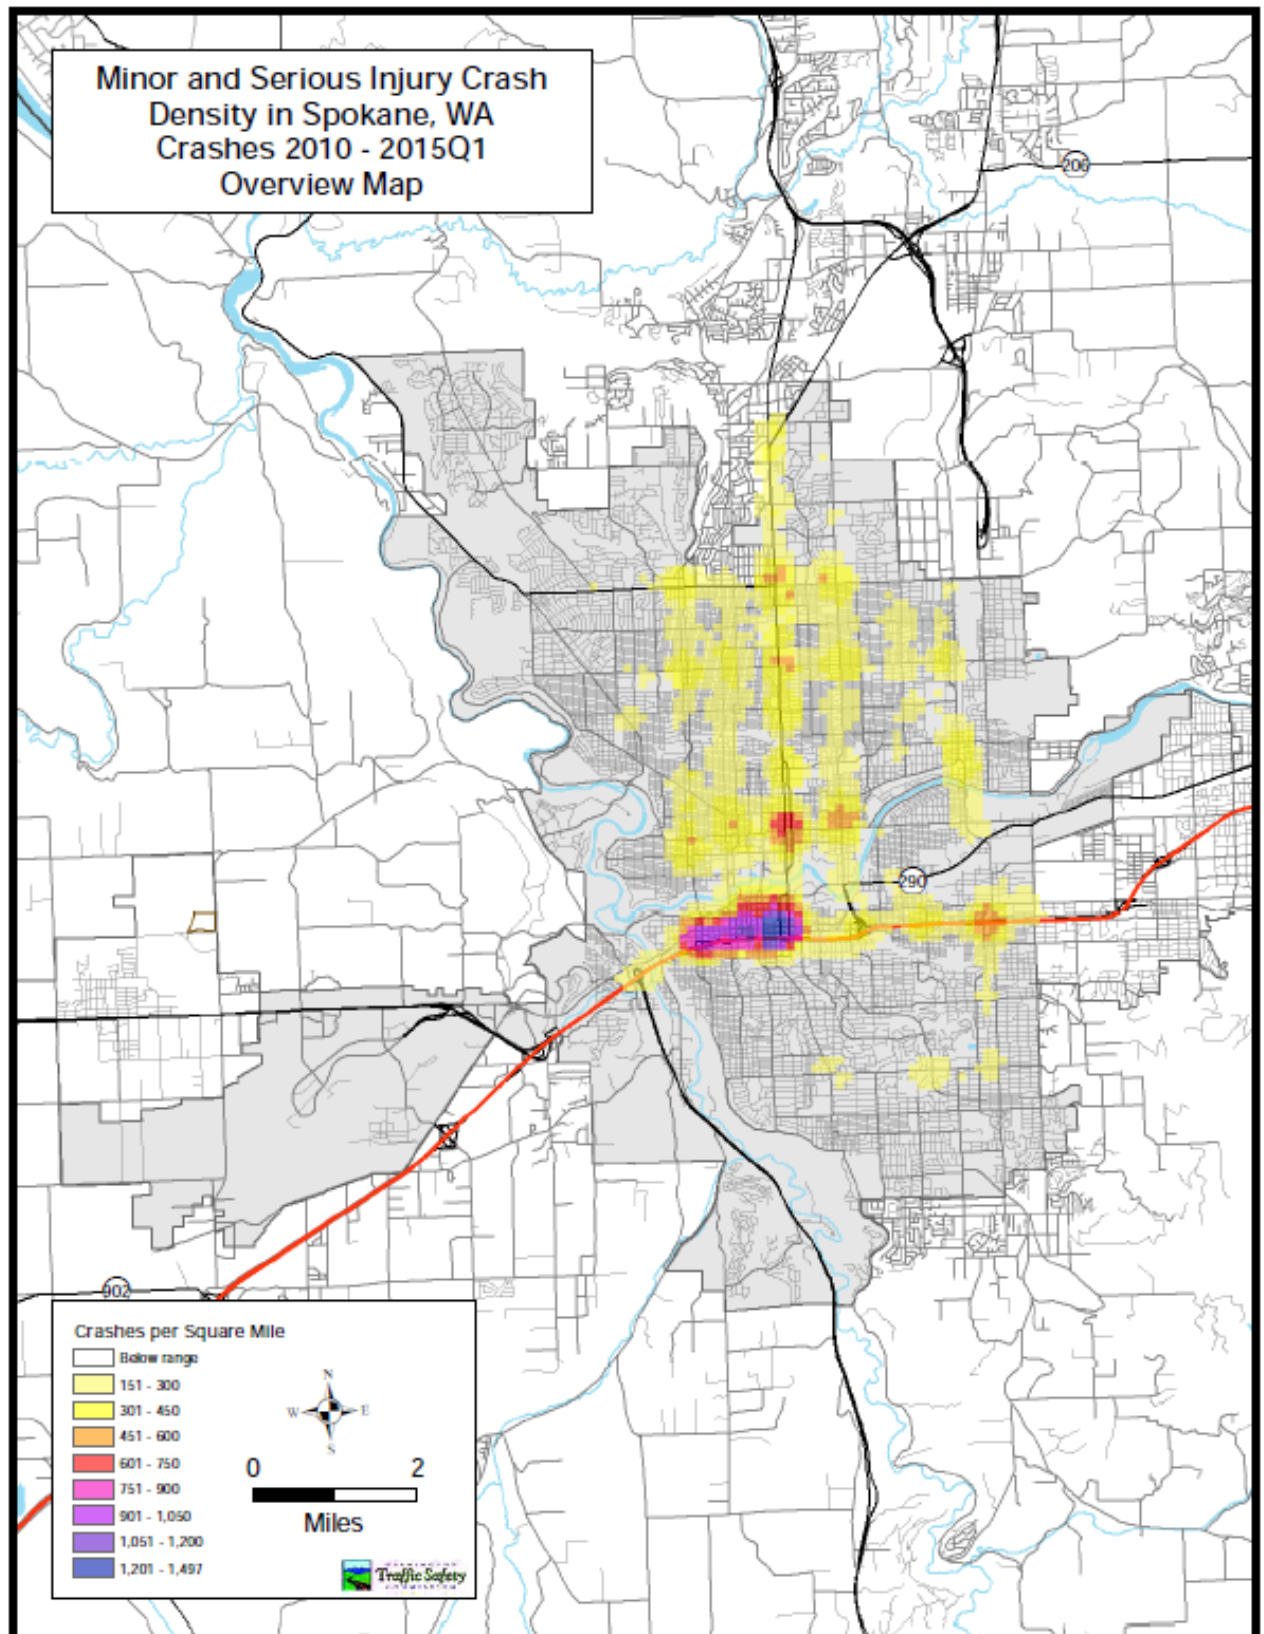 Minor and Serious Injury Crash
Density in Spokane, WA
Crashes 2010 - 2015Q1
Overview Map
206
290
902
Crashes per Square Mile
Below range
151 - 300
301 - 450
451 - 600
601 - 750
751 - 900
901 - 1,050
1,051 - 1,200
1,201 - 1,497
N
W E
S
0 2
Miles
WASHINGTON
Traffic Safety
COMMISSION